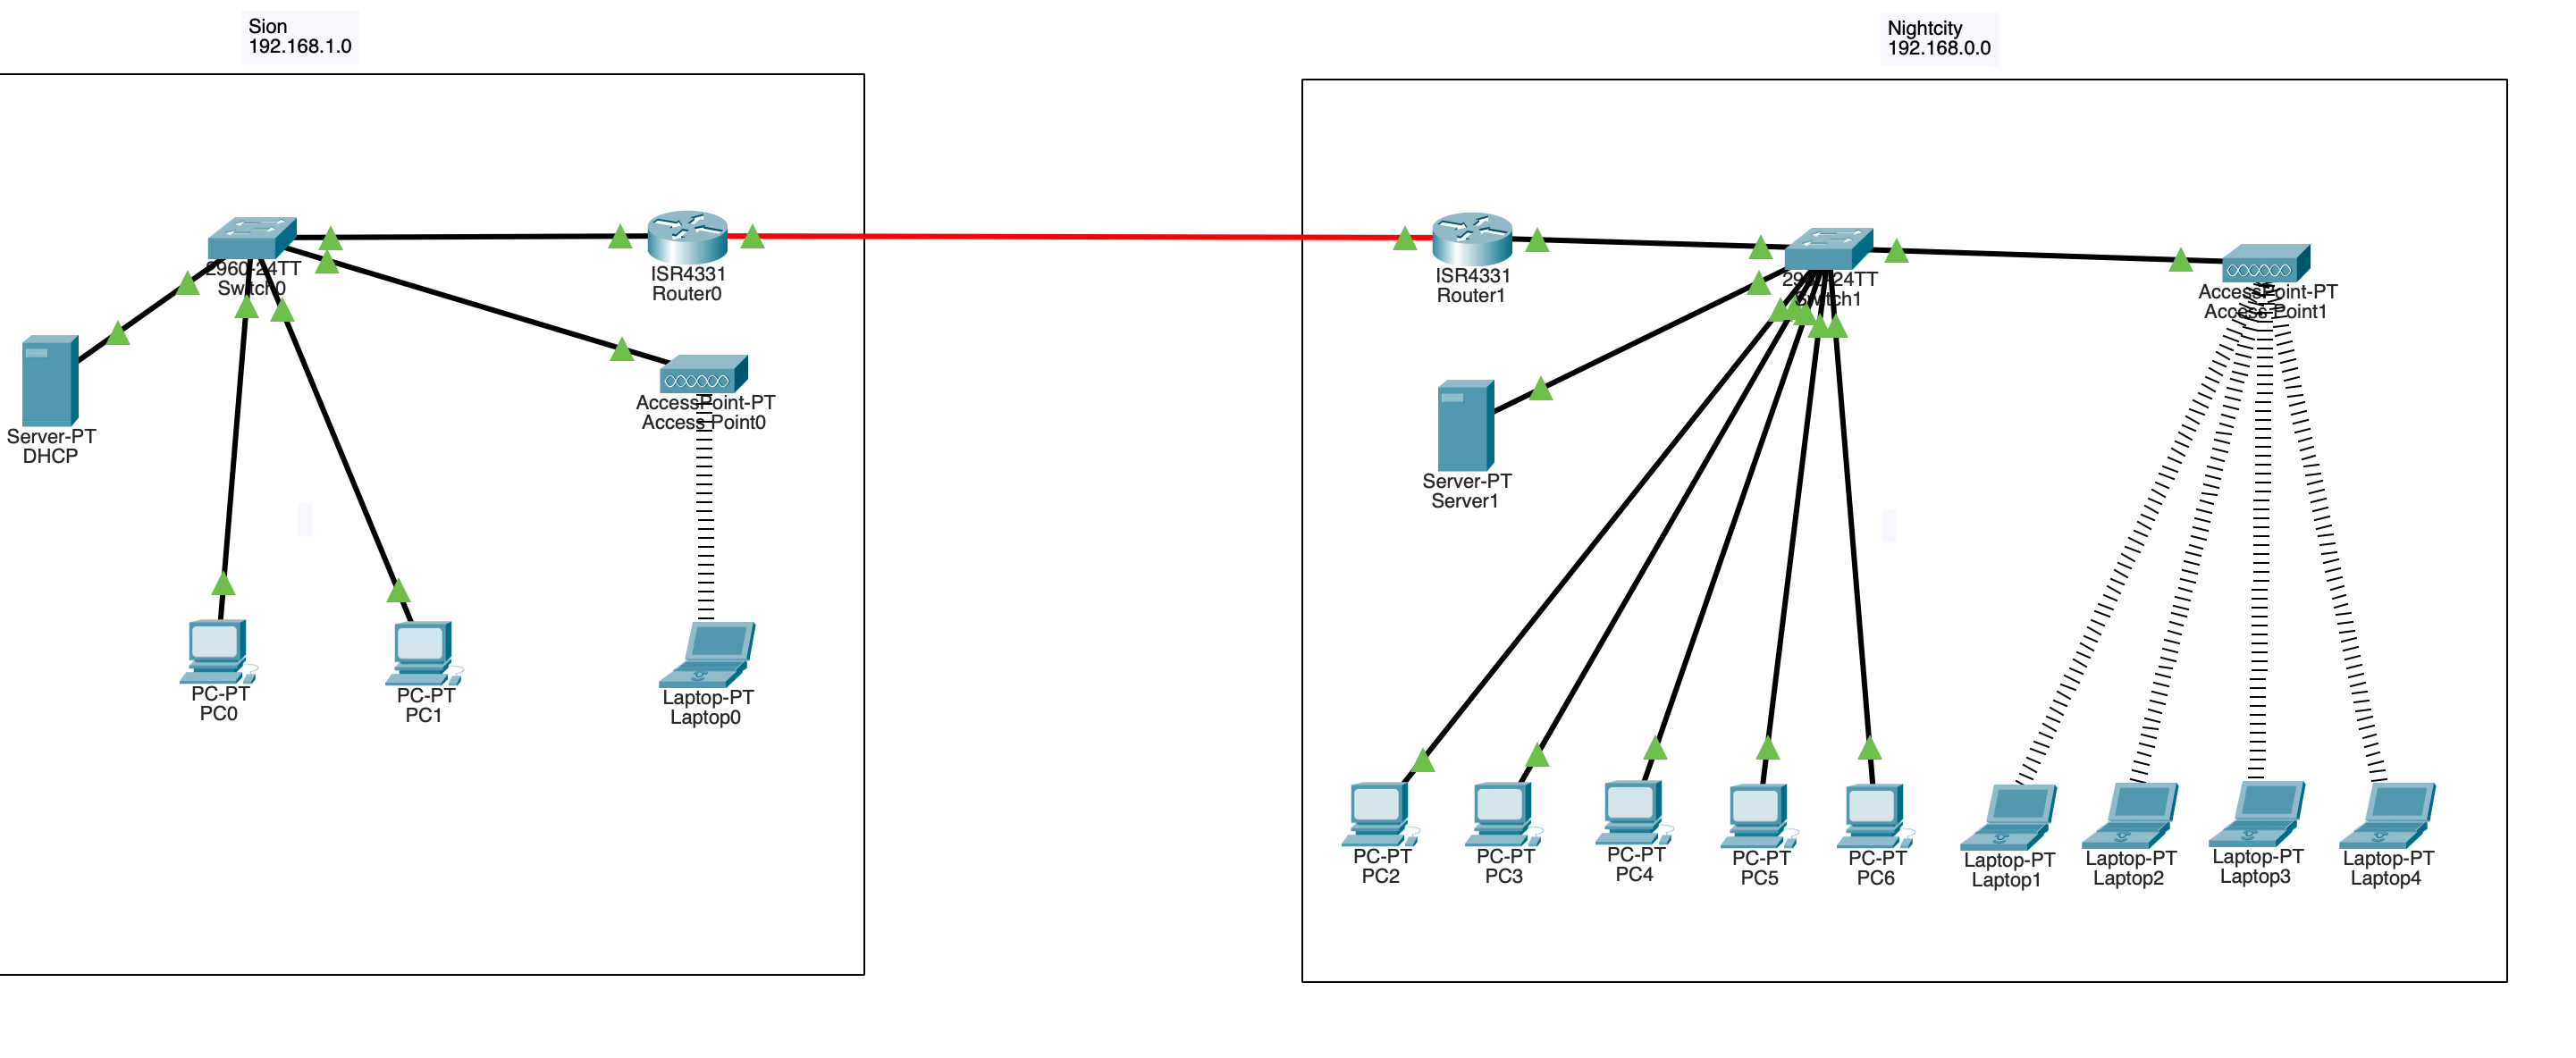 Sion
192.168.1.0
Nightcity
192.168.0.0
2960-24TT
Switch0
ISR4331
Router0
AccessPoint-PT
Access Point0
Server-PT
DHCP
PC-PT
PC0
PC-PT
PC1
Laptop-PT
Laptop0
ISR4331
Router1
2960-24TT
Switch1
AccessPoint-PT
Access Point1
Server-PT
Server1
PC-PT
PC2
PC-PT
PC3
PC-PT
PC4
PC-PT
PC5
PC-PT
PC6
Laptop-PT
Laptop1
Laptop-PT
Laptop2
Laptop-PT
Laptop3
Laptop-PT
Laptop4